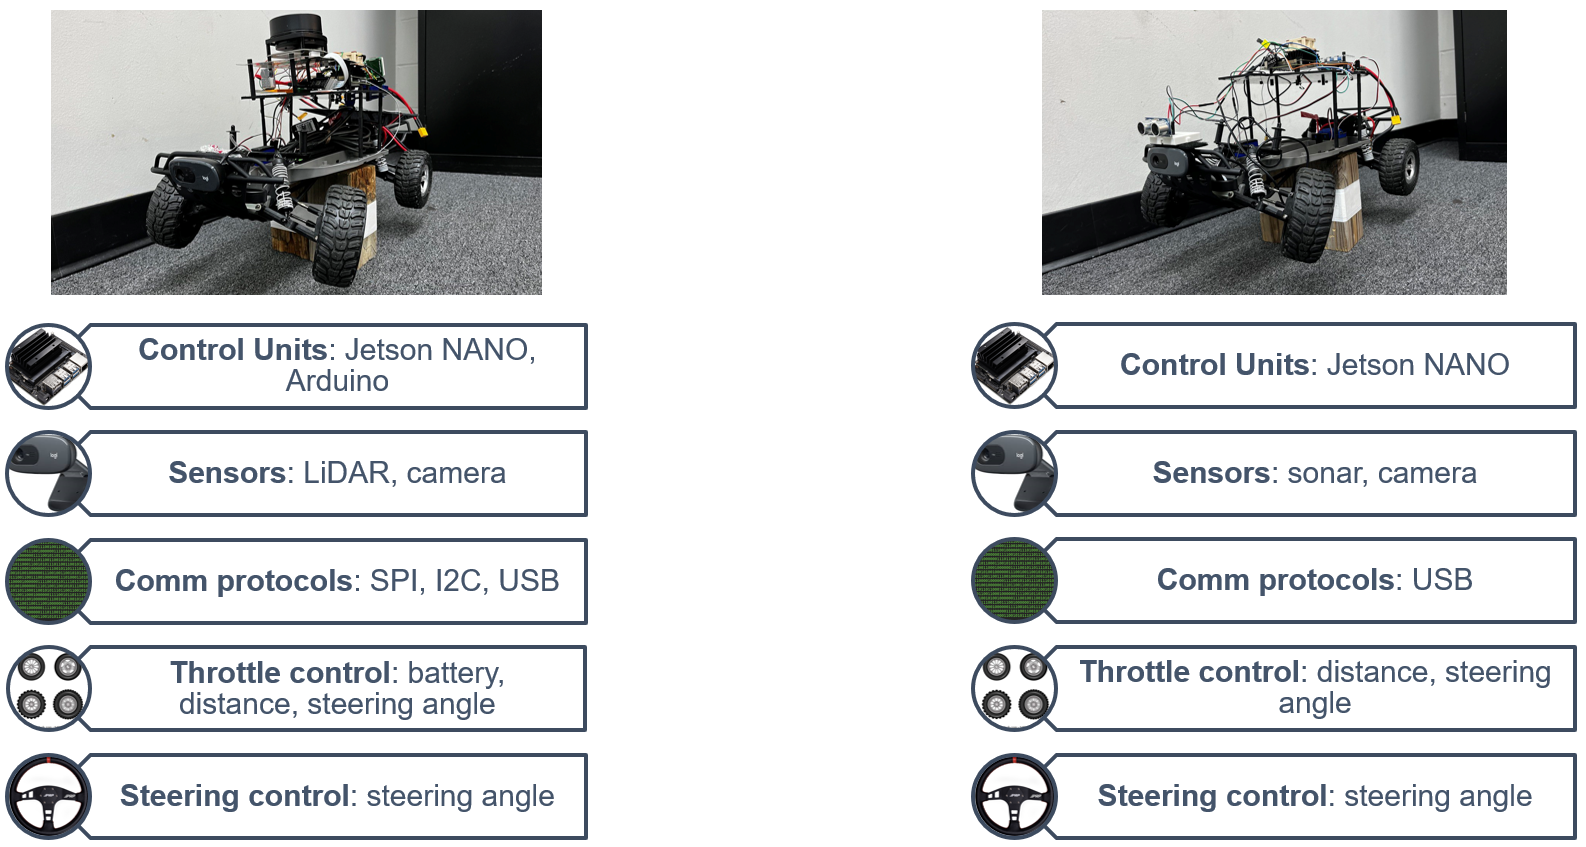 Control Units: Jetson NANO,
Arduino
Sensors: LiDAR, camera
Comm protocols: SPI, I2C, USB
Throttle control: battery,
distance, steering angle
Steering control: steering angle
Control Units: Jetson NANO
Sensors: sonar, camera
Comm protocols: USB
Throttle control: distance, steering
angle
Steering control: steering angle